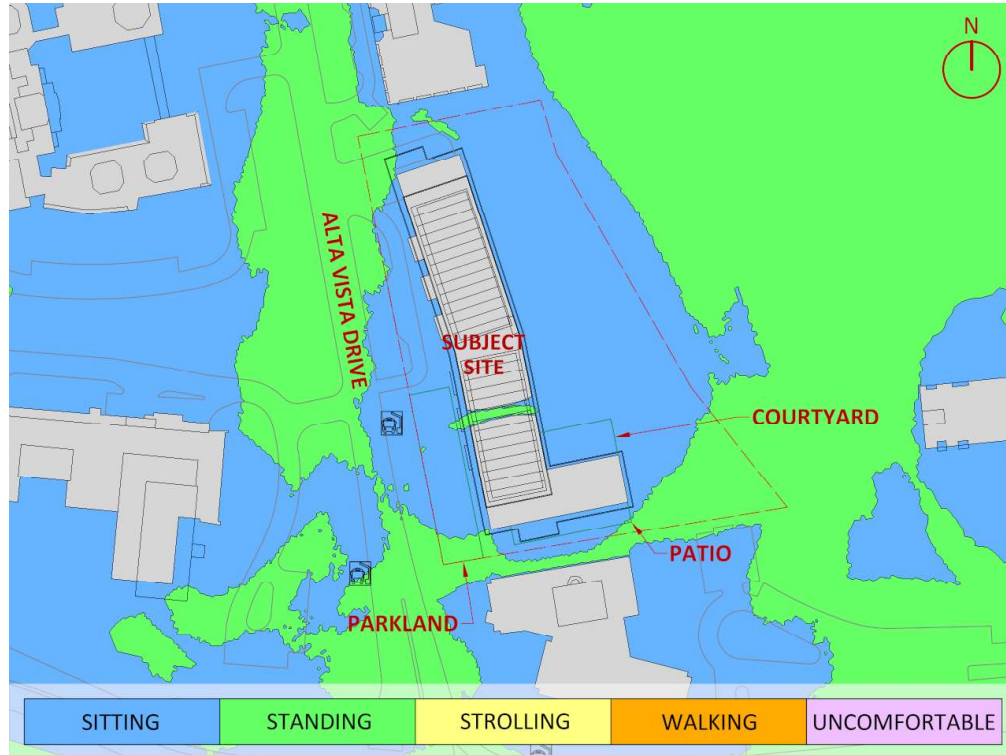 N
ALTA VISTA DRIVE
SUBJECT
SITE
COURTYARD
PATIO
PARKLAND
SITTING
STANDING
STROLLING
WALKING
UNCOMFORTABLE